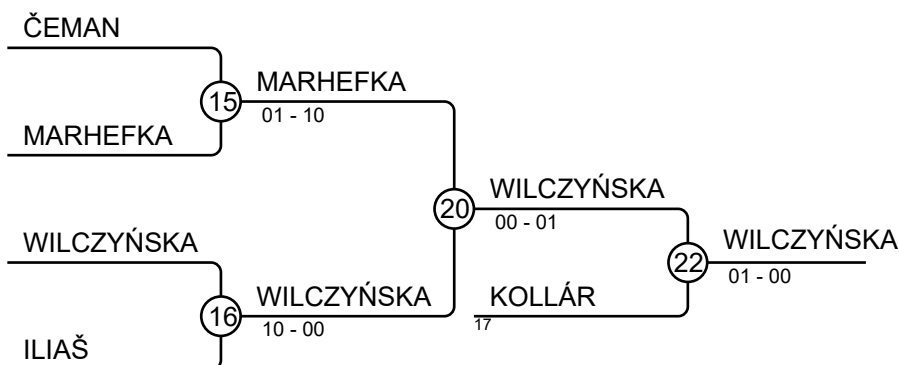 ČEMAN
MARHEFKA
15
01 - 10
MARHEFKA
WILCZYŃSKA
20
00 - 01
WILCZYŃSKA
WILCZYŃSKA
22
01 - 00
WILCZYŃSKA
16
10 - 00
KOLLÁR
17
ILIAŠ